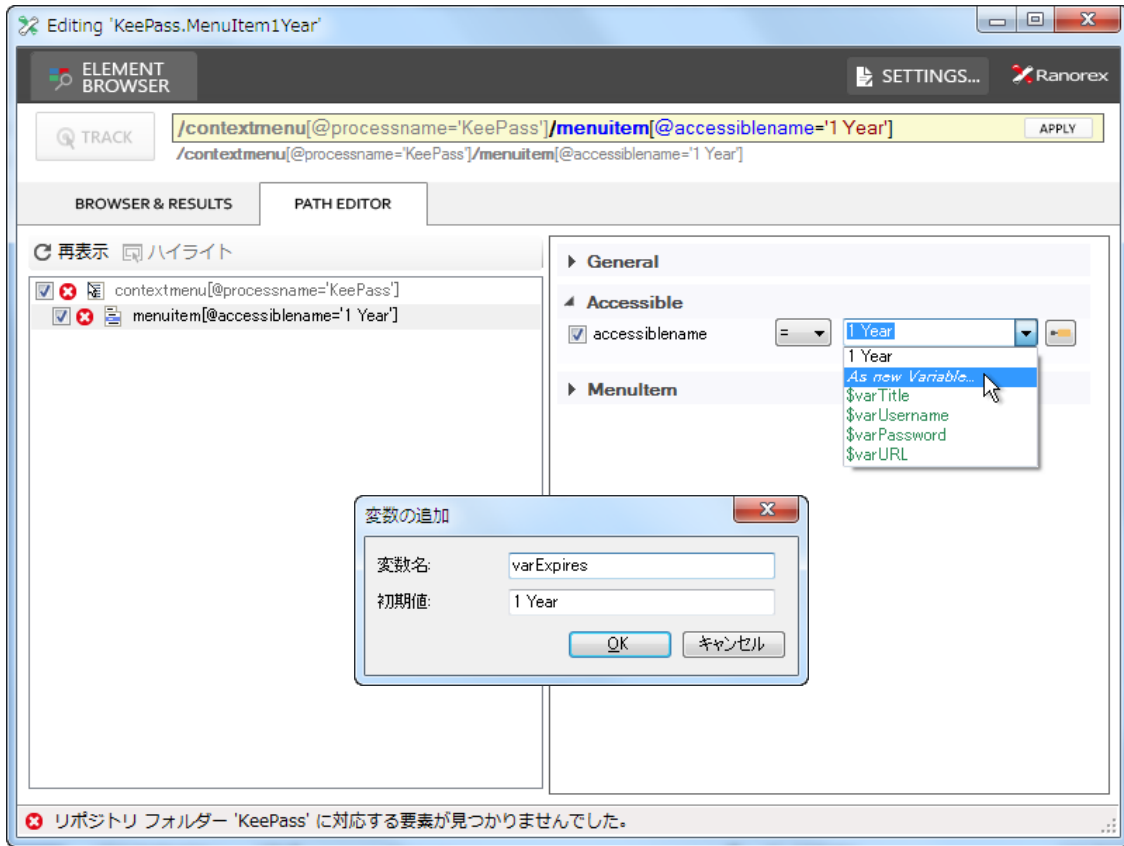 Editing 'KeePass.MenuItem1Year'
ELEMENT
BROWSER
SETTINGS...
Ranorex
TRACK
/contextmenu[@processname='KeePass']/menuitem[@accessiblename='1 Year']
APPLY
/contextmenu[@processname='KeePass']/menuitem[@accessiblename='1 Year']
BROWSER & RESULTS
PATH EDITOR
再表示
ハイライト
contextmenu[@processname='KeePass']
menuitem[@accessiblename='1 Year']
General
Accessible
accessiblename
=
1 Year
1 Year
As new Variable...
$varTitle
$varUsername
$varPassword
$varURL
MenuItem
変数の追加
変数名:
varExpires
初期値:
1 Year
OK
キャンセル
リポジトリ フォルダー 'KeePass' に対応する要素が見つかりませんでした。